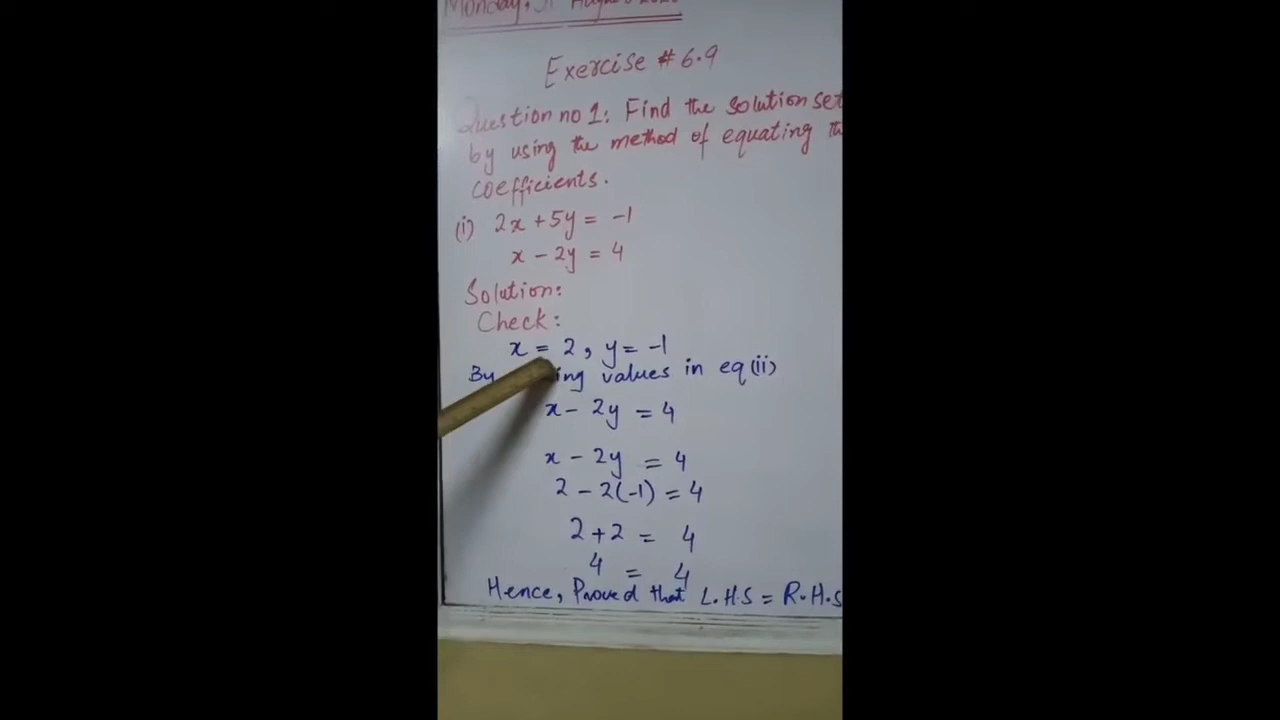 Monday,
Exercise # 6.9
Question no 1: Find the solution set
by using the method of equating
coefficients.
(i) 2x + 5y = -1
x - 2y = 4
Solution:
Check:
x = 2, y = -1
By values in eq (ii)
x - 2y = 4
x - 2y = 4
2 - 2(-1) = 4
2 + 2 = 4
4 = 4
Hence, Proved that L.H.S = R.H.S